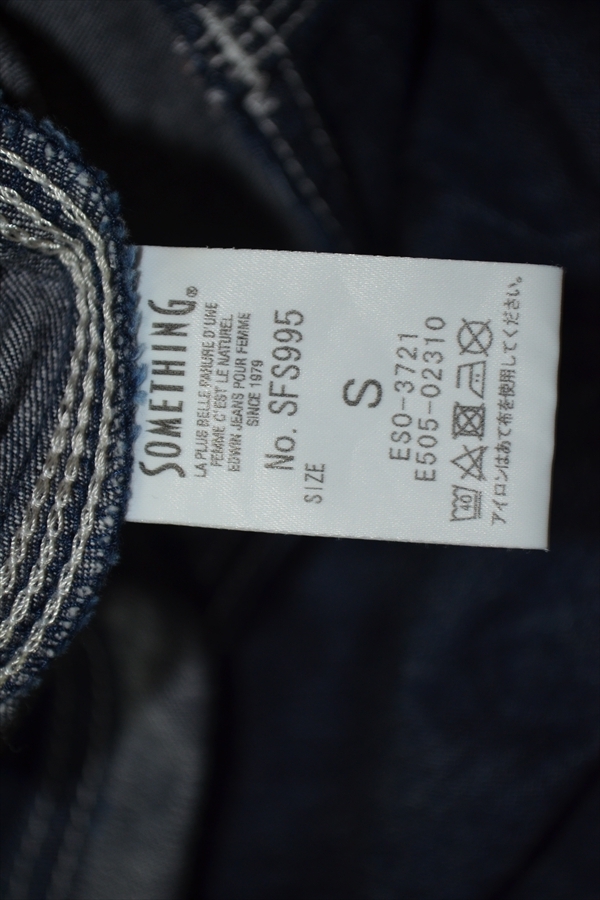 SOMETHING®
LA PLUS BELLE PARURE D'UNE
FEMME C'EST LE NATUREL
EDWIN JEANS POUR FEMME
SINCE 1979
No. SFS995
SIZE
S
ESO-3721
E505-02310
40
アイロンはあて布を使用してください。